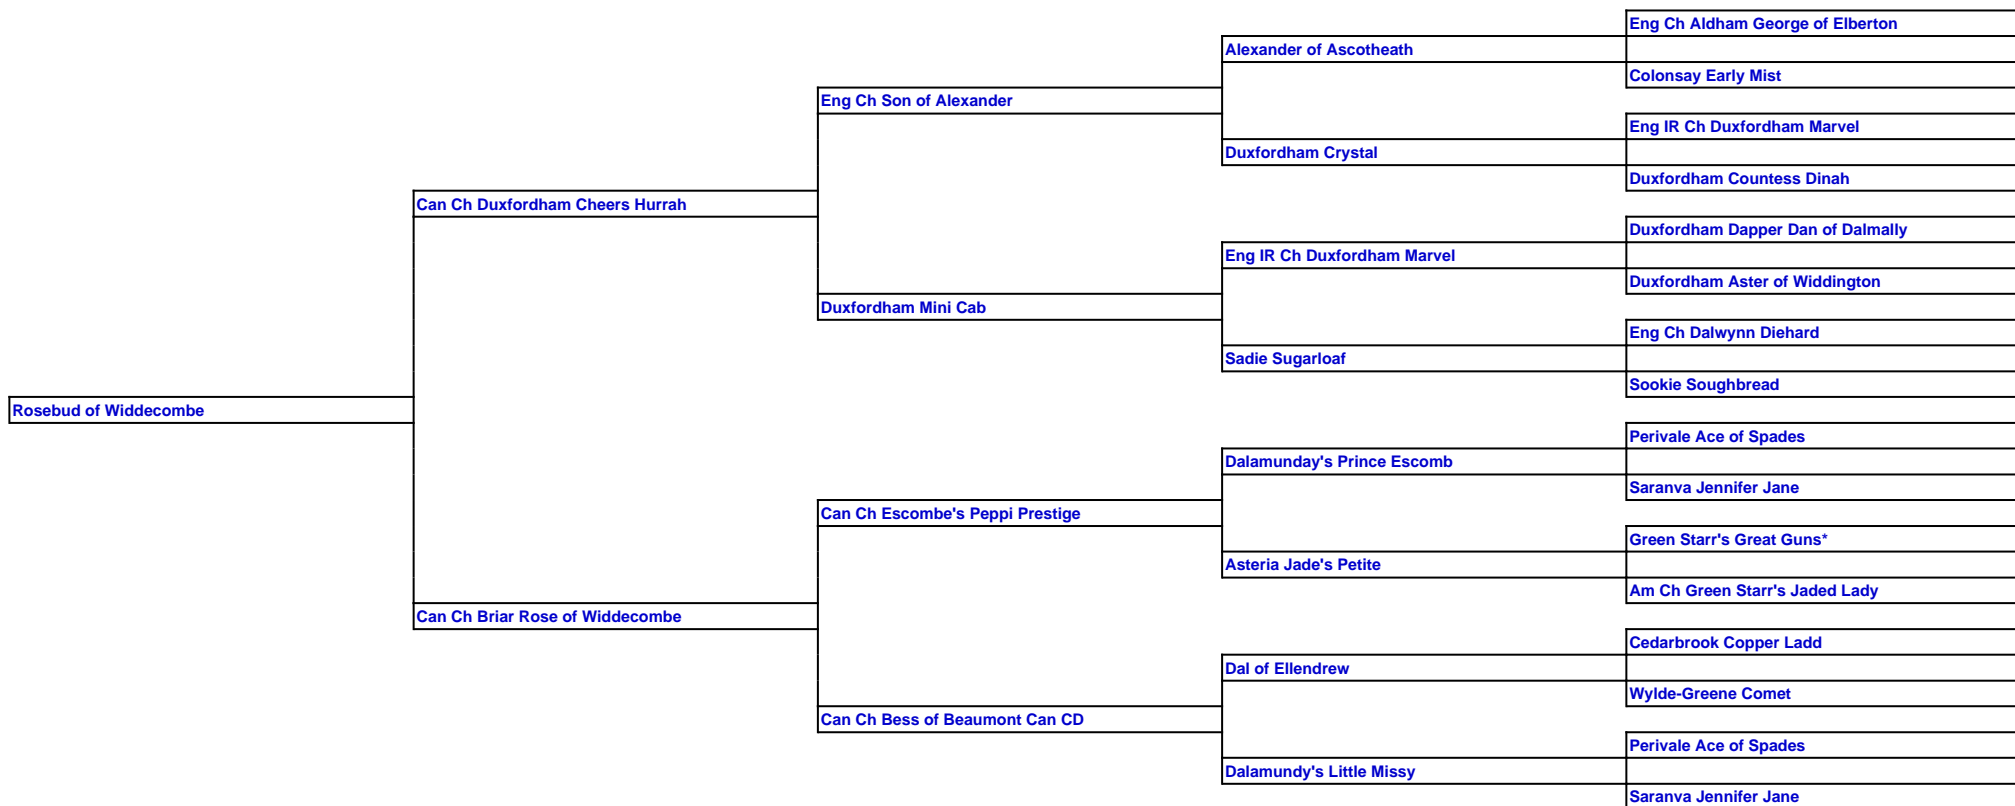 Eng Ch Aldham George of Elberton
Alexander of Ascotheath
Colonsay Early Mist
Eng Ch Son of Alexander
Eng IR Ch Duxfordham Marvel
Duxfordham Crystal
Duxfordham Countess Dinah
Can Ch Duxfordham Cheers Hurrah
Duxfordham Dapper Dan of Dalmally
Eng IR Ch Duxfordham Marvel
Duxfordham Aster of Widdington
Duxfordham Mini Cab
Eng Ch Dalwynn Diehard
Sadie Sugarloaf
Sookie Soughbread
Rosebud of Widdecombe
Perivale Ace of Spades
Dalamunday's Prince Escomb
Saranva Jennifer Jane
Can Ch Escombe's Peppi Prestige
Green Starr's Great Guns*
Asteria Jade's Petite
Am Ch Green Starr's Jaded Lady
Can Ch Briar Rose of Widdecombe
Cedarbrook Copper Ladd
Dal of Ellendrew
Wylde-Greene Comet
Can Ch Bess of Beaumont Can CD
Perivale Ace of Spades
Dalamundy's Little Missy
Saranva Jennifer Jane